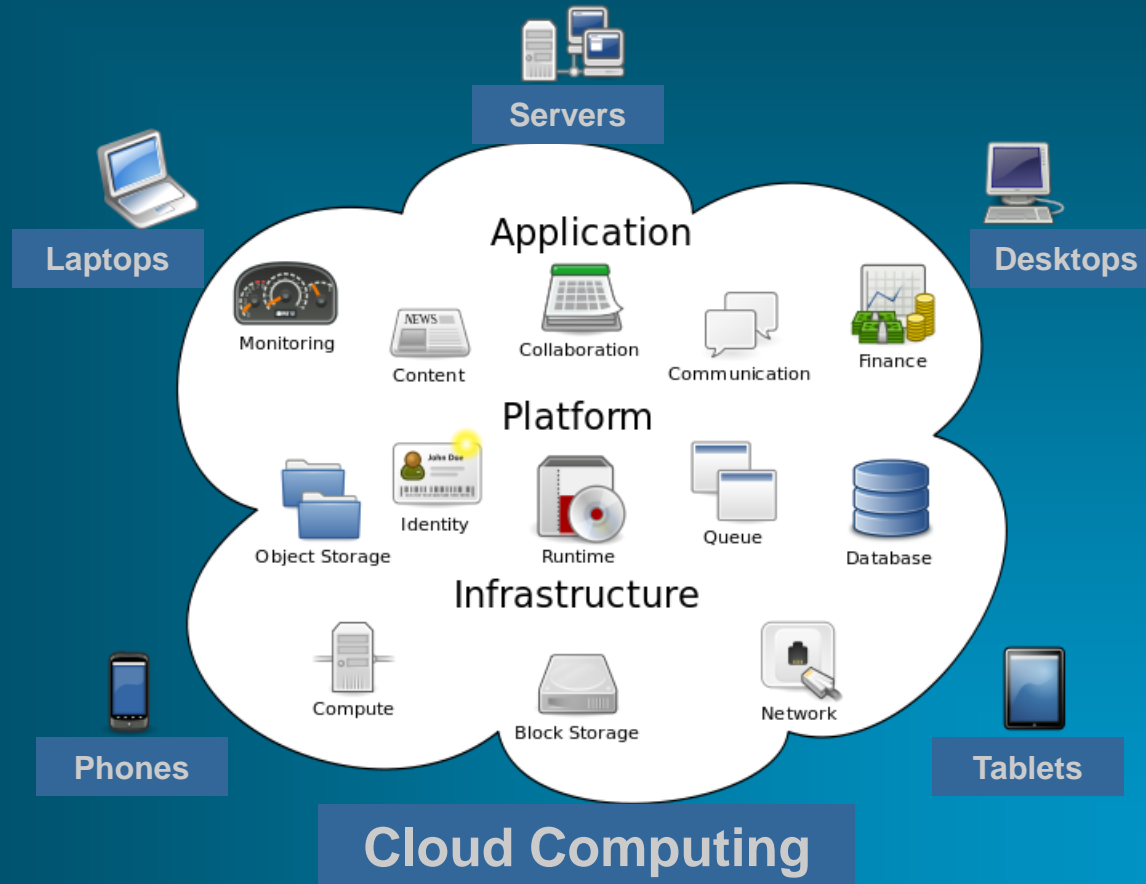 Servers
Laptops
Desktops
Application
Monitoring
NEWS
Content
Collaboration
Communication
Finance
Platform
Object Storage
John Doe
Identity
Runtime
Queue
Database
Infrastructure
Compute
Block Storage
Network
Phones
Tablets
Cloud Computing